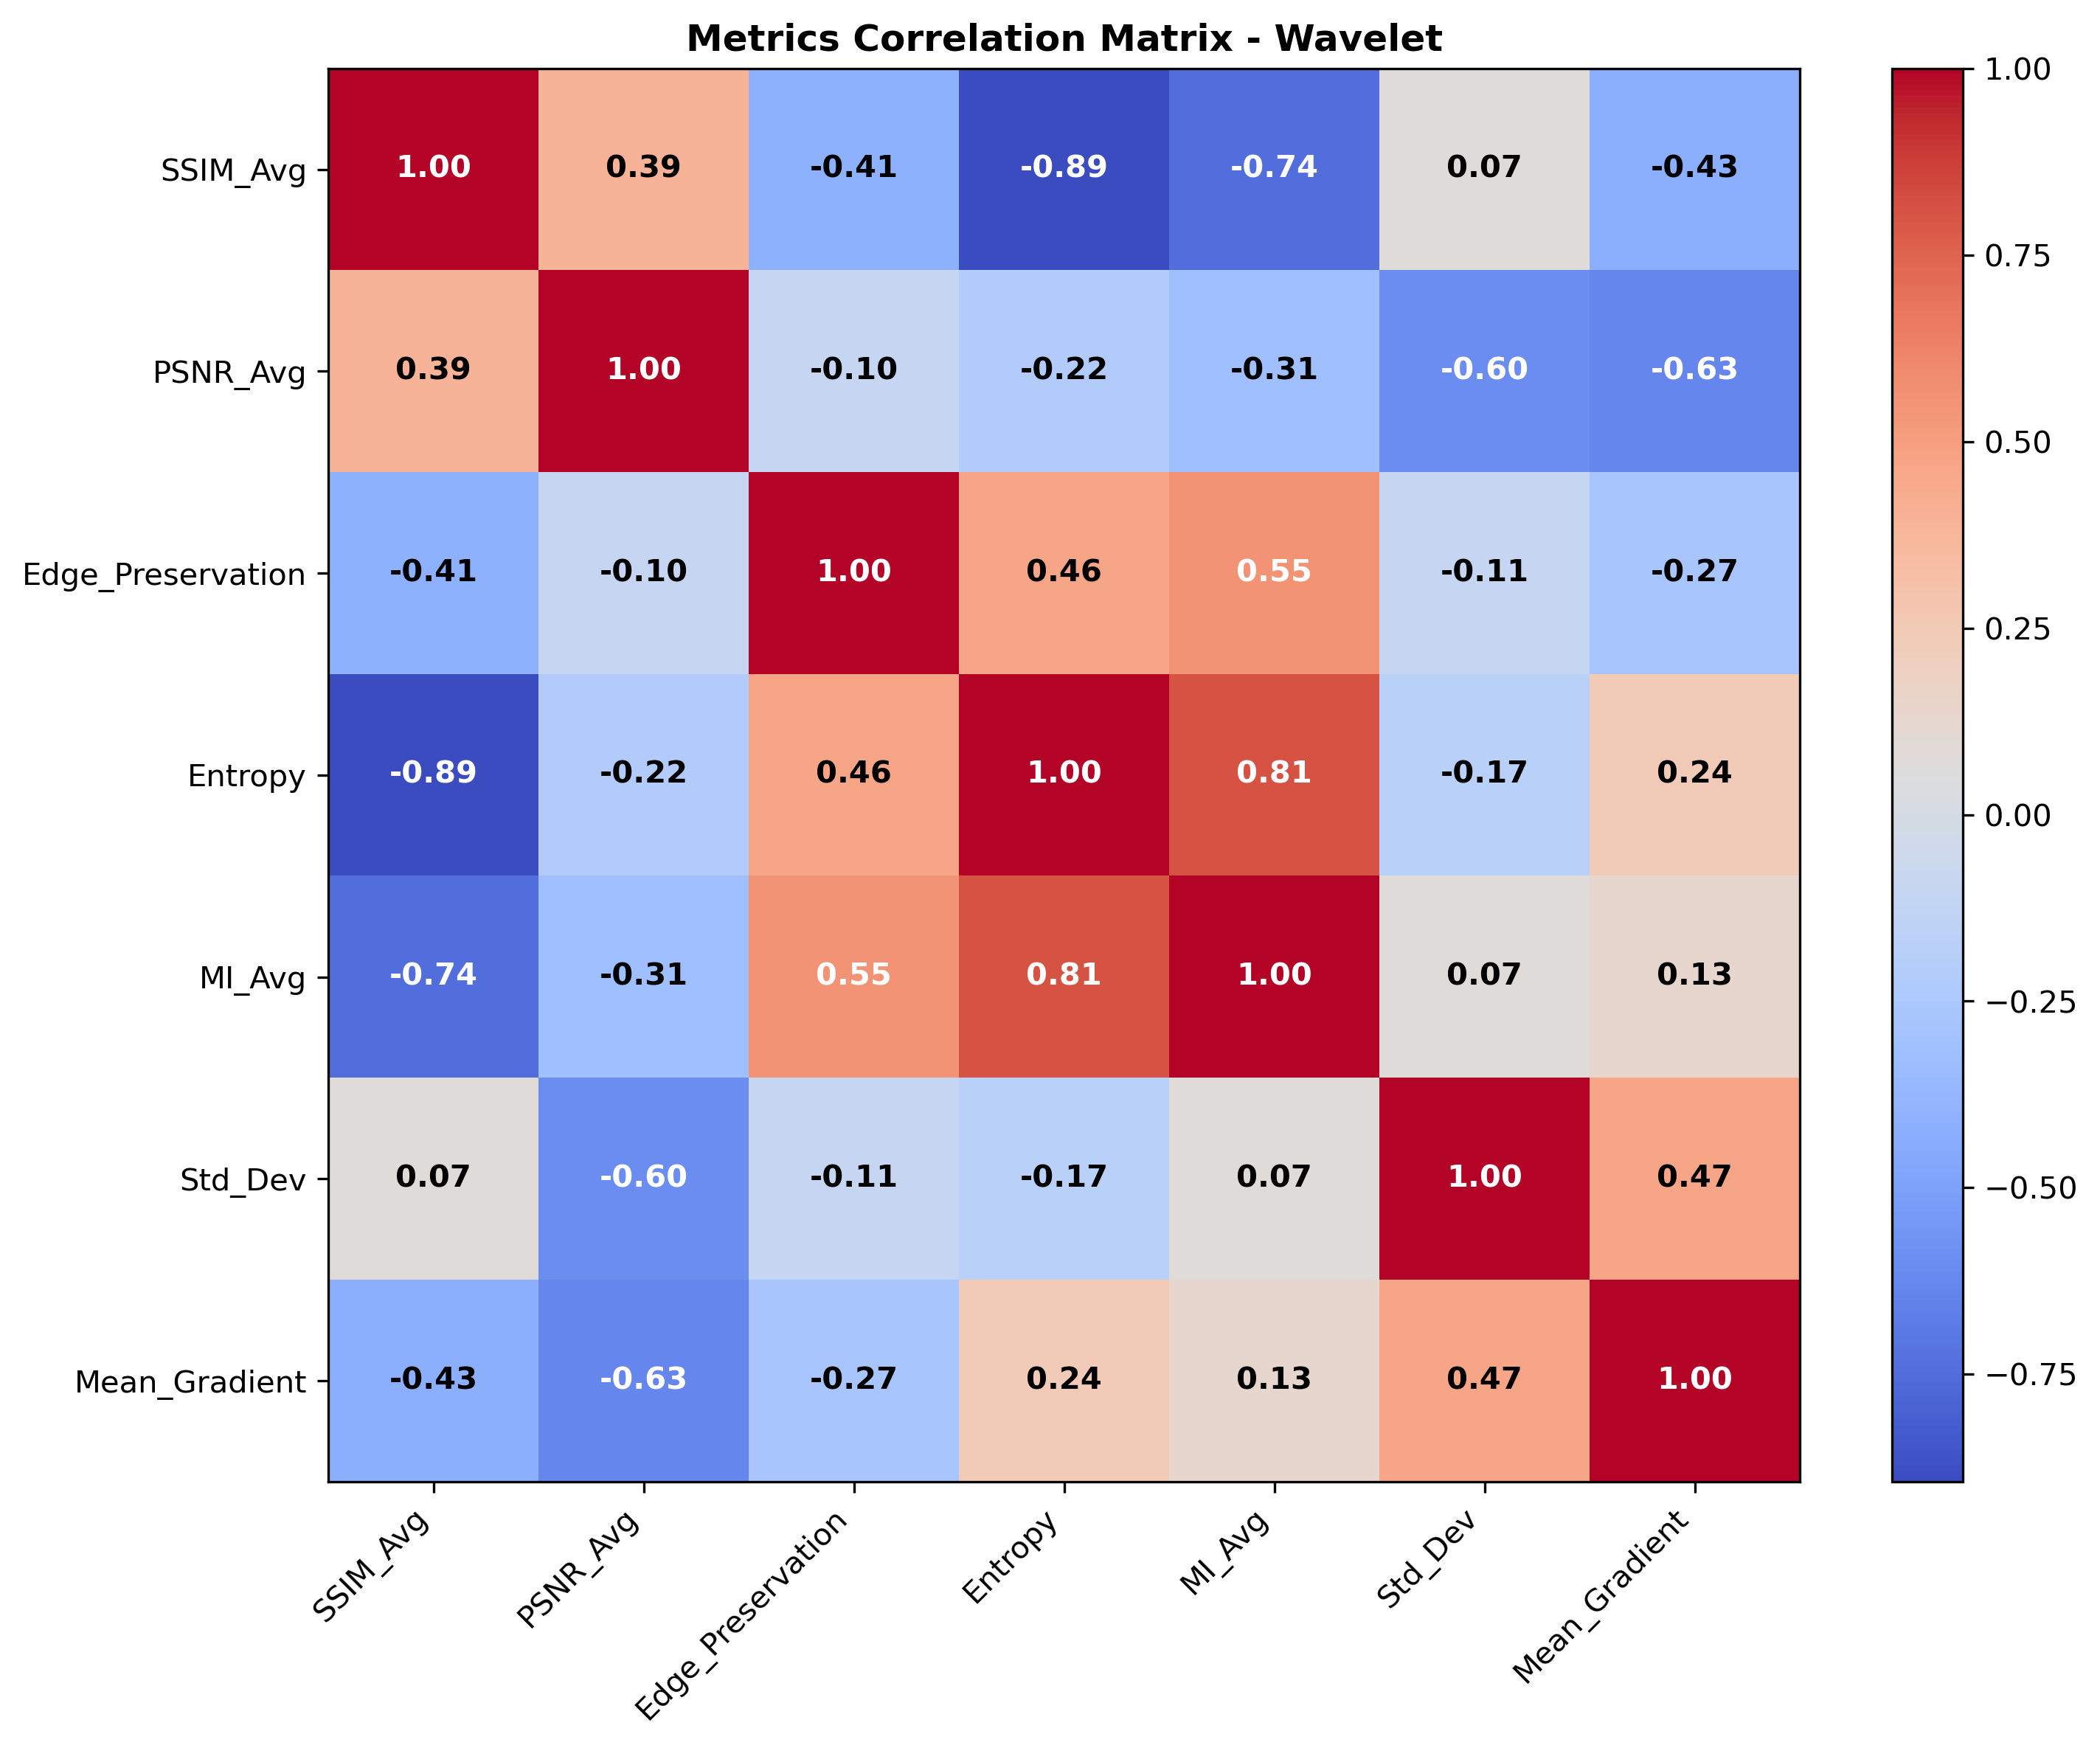 Metrics Correlation Matrix - Wavelet
SSIM_Avg 1.00 0.39 -0.41 -0.89 -0.74 0.07 -0.43
PSNR_Avg 0.39 1.00 -0.10 -0.22 -0.31 -0.60 -0.63
Edge_Preservation -0.41 -0.10 1.00 0.46 0.55 -0.11 -0.27
Entropy -0.89 -0.22 0.46 1.00 0.81 -0.17 0.24
MI_Avg -0.74 -0.31 0.55 0.81 1.00 0.07 0.13
Std_Dev 0.07 -0.60 -0.11 -0.17 0.07 1.00 0.47
Mean_Gradient -0.43 -0.63 -0.27 0.24 0.13 0.47 1.00
SSIM_Avg PSNR_Avg Edge_Preservation Entropy MI_Avg Std_Dev Mean_Gradient
1.00
0.75
0.50
0.25
0.00
−0.25
−0.50
−0.75